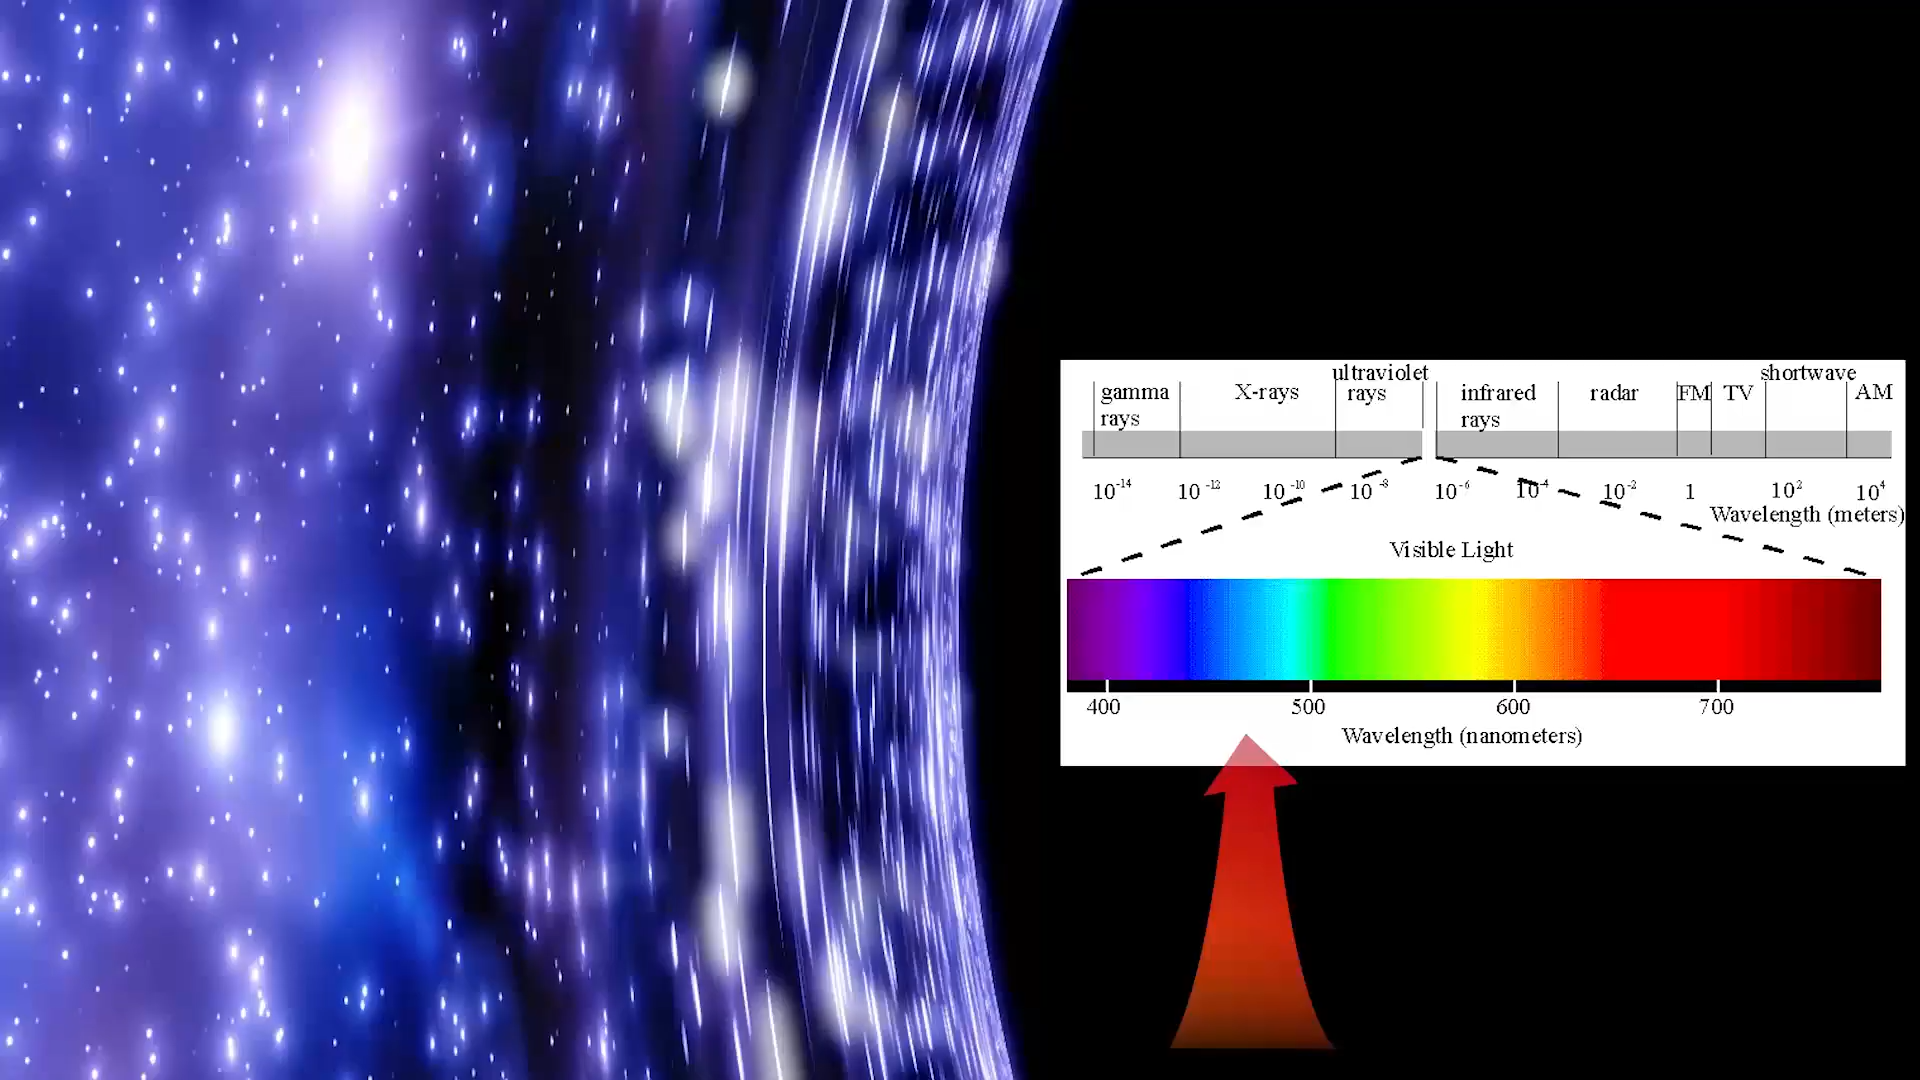 ultraviolet shortwave
gamma X-rays rays infrared radar FM TV AM
rays rays
10-14 10-12 10-10 10-8 10-6 10-4 10-2 1 102 104
Wavelength (meters)
Visible Light
400 500 600 700
Wavelength (nanometers)